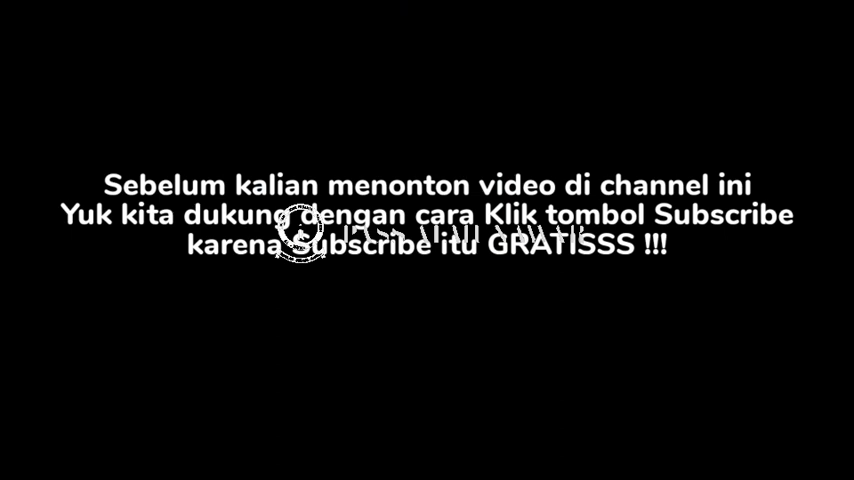 Sebelum kalian menonton video di channel ini
Yuk kita dukung dengan cara Klik tombol Subscribe
karena Subscribe itu GRATISSS !!!